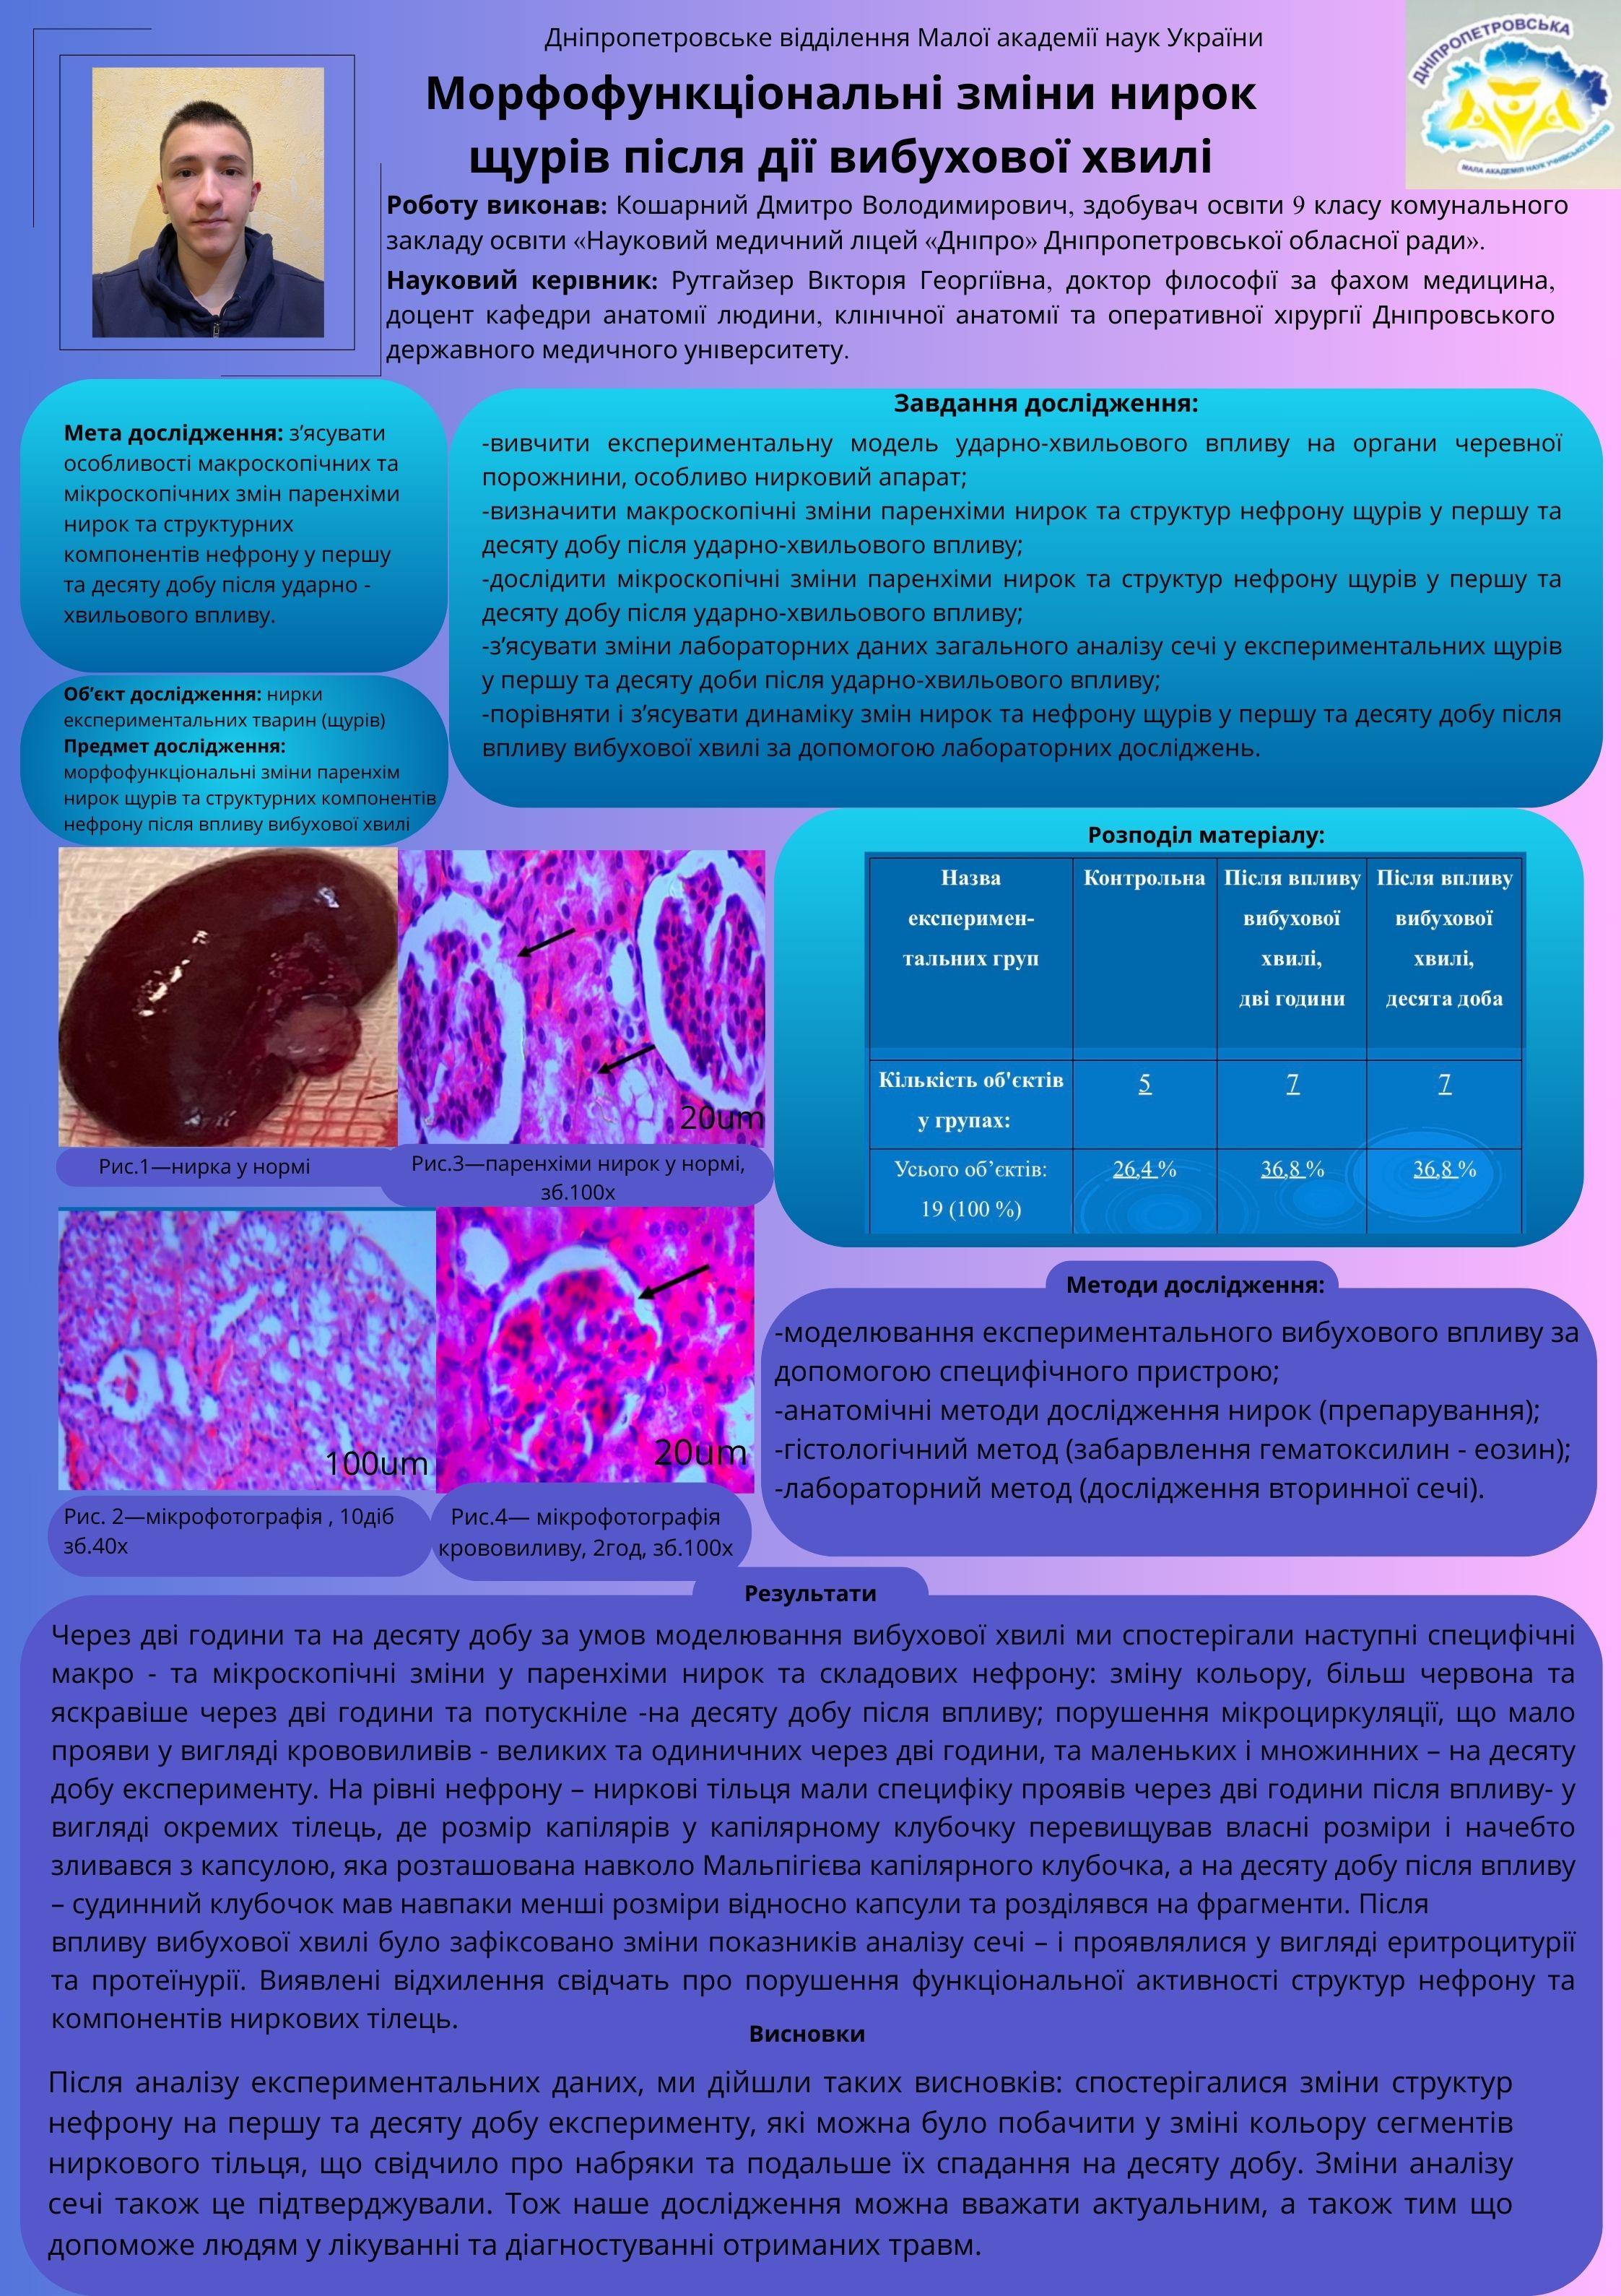 Дніпропетровське відділення Малої академії наук України
ДНІПРОПЕТРОВСЬКА
МАЛА АКАДЕМІЯ НАУК УЧНІВСЬКОЇ МОЛОДІ
Морфофункціональні зміни нирок
щурів після дії вибухової хвилі
Роботу виконав: Кошарний Дмитро Володимирович, здобувач освіти 9 класу комунального
закладу освіти «Науковий медичний ліцей «Дніпро» Дніпропетровської обласної ради».
Науковий керівник: Рутгайзер Вікторія Георгіївна, доктор філософії за фахом медицина,
доцент кафедри анатомії людини, клінічної анатомії та оперативної хірургії Дніпровського
державного медичного університету.
Мета дослідження: з’ясувати
особливості макроскопічних та
мікроскопічних змін паренхіми
нирок та структурних
компонентів нефрону у першу
та десяту добу після ударно -
хвильового впливу.
Об’єкт дослідження: нирки
експериментальних тварин (щурів)
Предмет дослідження:
морфофункціональні зміни паренхім
нирок щурів та структурних компонентів
нефрону після впливу вибухової хвилі
Завдання дослідження:
-вивчити експериментальну модель ударно-хвильового впливу на органи черевної
порожнини, особливо нирковий апарат;
-визначити макроскопічні зміни паренхіми нирок та структур нефрону щурів у першу та
десяту добу після ударно-хвильового впливу;
-дослідити мікроскопічні зміни паренхіми нирок та структур нефрону щурів у першу та
десяту добу після ударно-хвильового впливу;
-з’ясувати зміни лабораторних даних загального аналізу сечі у експериментальних щурів
у першу та десяту доби після ударно-хвильового впливу;
-порівняти і з’ясувати динаміку змін нирок та нефрону щурів у першу та десяту добу після
впливу вибухової хвилі за допомогою лабораторних досліджень.
20um
Рис.1—нирка у нормі
Рис.3—паренхіми нирок у нормі,
зб.100х
100um
20um
Рис. 2—мікрофотографія , 10діб
зб.40х
Рис.4— мікрофотографія
крововиливу, 2год, зб.100х
Розподіл матеріалу:
Назва
експеримен-
тальних груп
Контрольна
Після впливу
вибухової
хвилі,
дві години
Після впливу
вибухової
хвилі,
десята доба
Кількість об'єктів
у групах:
5
7
7
Усього об’єктів:
19 (100 %)
26,4 %
36,8 %
36,8 %
Методи дослідження:
-моделювання експериментального вибухового впливу за
допомогою специфічного пристрою;
-анатомічні методи дослідження нирок (препарування);
-гістологічний метод (забарвлення гематоксилин - еозин);
-лабораторний метод (дослідження вторинної сечі).
Результати
Через дві години та на десяту добу за умов моделювання вибухової хвилі ми спостерігали наступні специфічні
макро - та мікроскопічні зміни у паренхіми нирок та складових нефрону: зміну кольору, більш червона та
яскравіше через дві години та потускніле -на десяту добу після впливу; порушення мікроциркуляції, що мало
прояви у вигляді крововиливів - великих та одиничних через дві години, та маленьких і множинних – на десяту
добу експерименту. На рівні нефрону – ниркові тільця мали специфіку проявів через дві години після впливу- у
вигляді окремих тілець, де розмір капілярів у капілярному клубочку перевищував власні розміри і начебто
зливався з капсулою, яка розташована навколо Мальпігієва капілярного клубочка, а на десяту добу після впливу
– судинний клубочок мав навпаки менші розміри відносно капсули та розділявся на фрагменти. Після
впливу вибухової хвилі було зафіксовано зміни показників аналізу сечі – і проявлялися у вигляді еритроцитурії
та протеїнурії. Виявлені відхилення свідчать про порушення функціональної активності структур нефрону та
компонентів ниркових тілець.
Висновки
Після аналізу експериментальних даних, ми дійшли таких висновків: спостерігалися зміни структур
нефрону на першу та десяту добу експерименту, які можна було побачити у зміні кольору сегментів
ниркового тільця, що свідчило про набряки та подальше їх спадання на десяту добу. Зміни аналізу
сечі також це підтверджували. Тож наше дослідження можна вважати актуальним, а також тим що
допоможе людям у лікуванні та діагностуванні отриманих травм.